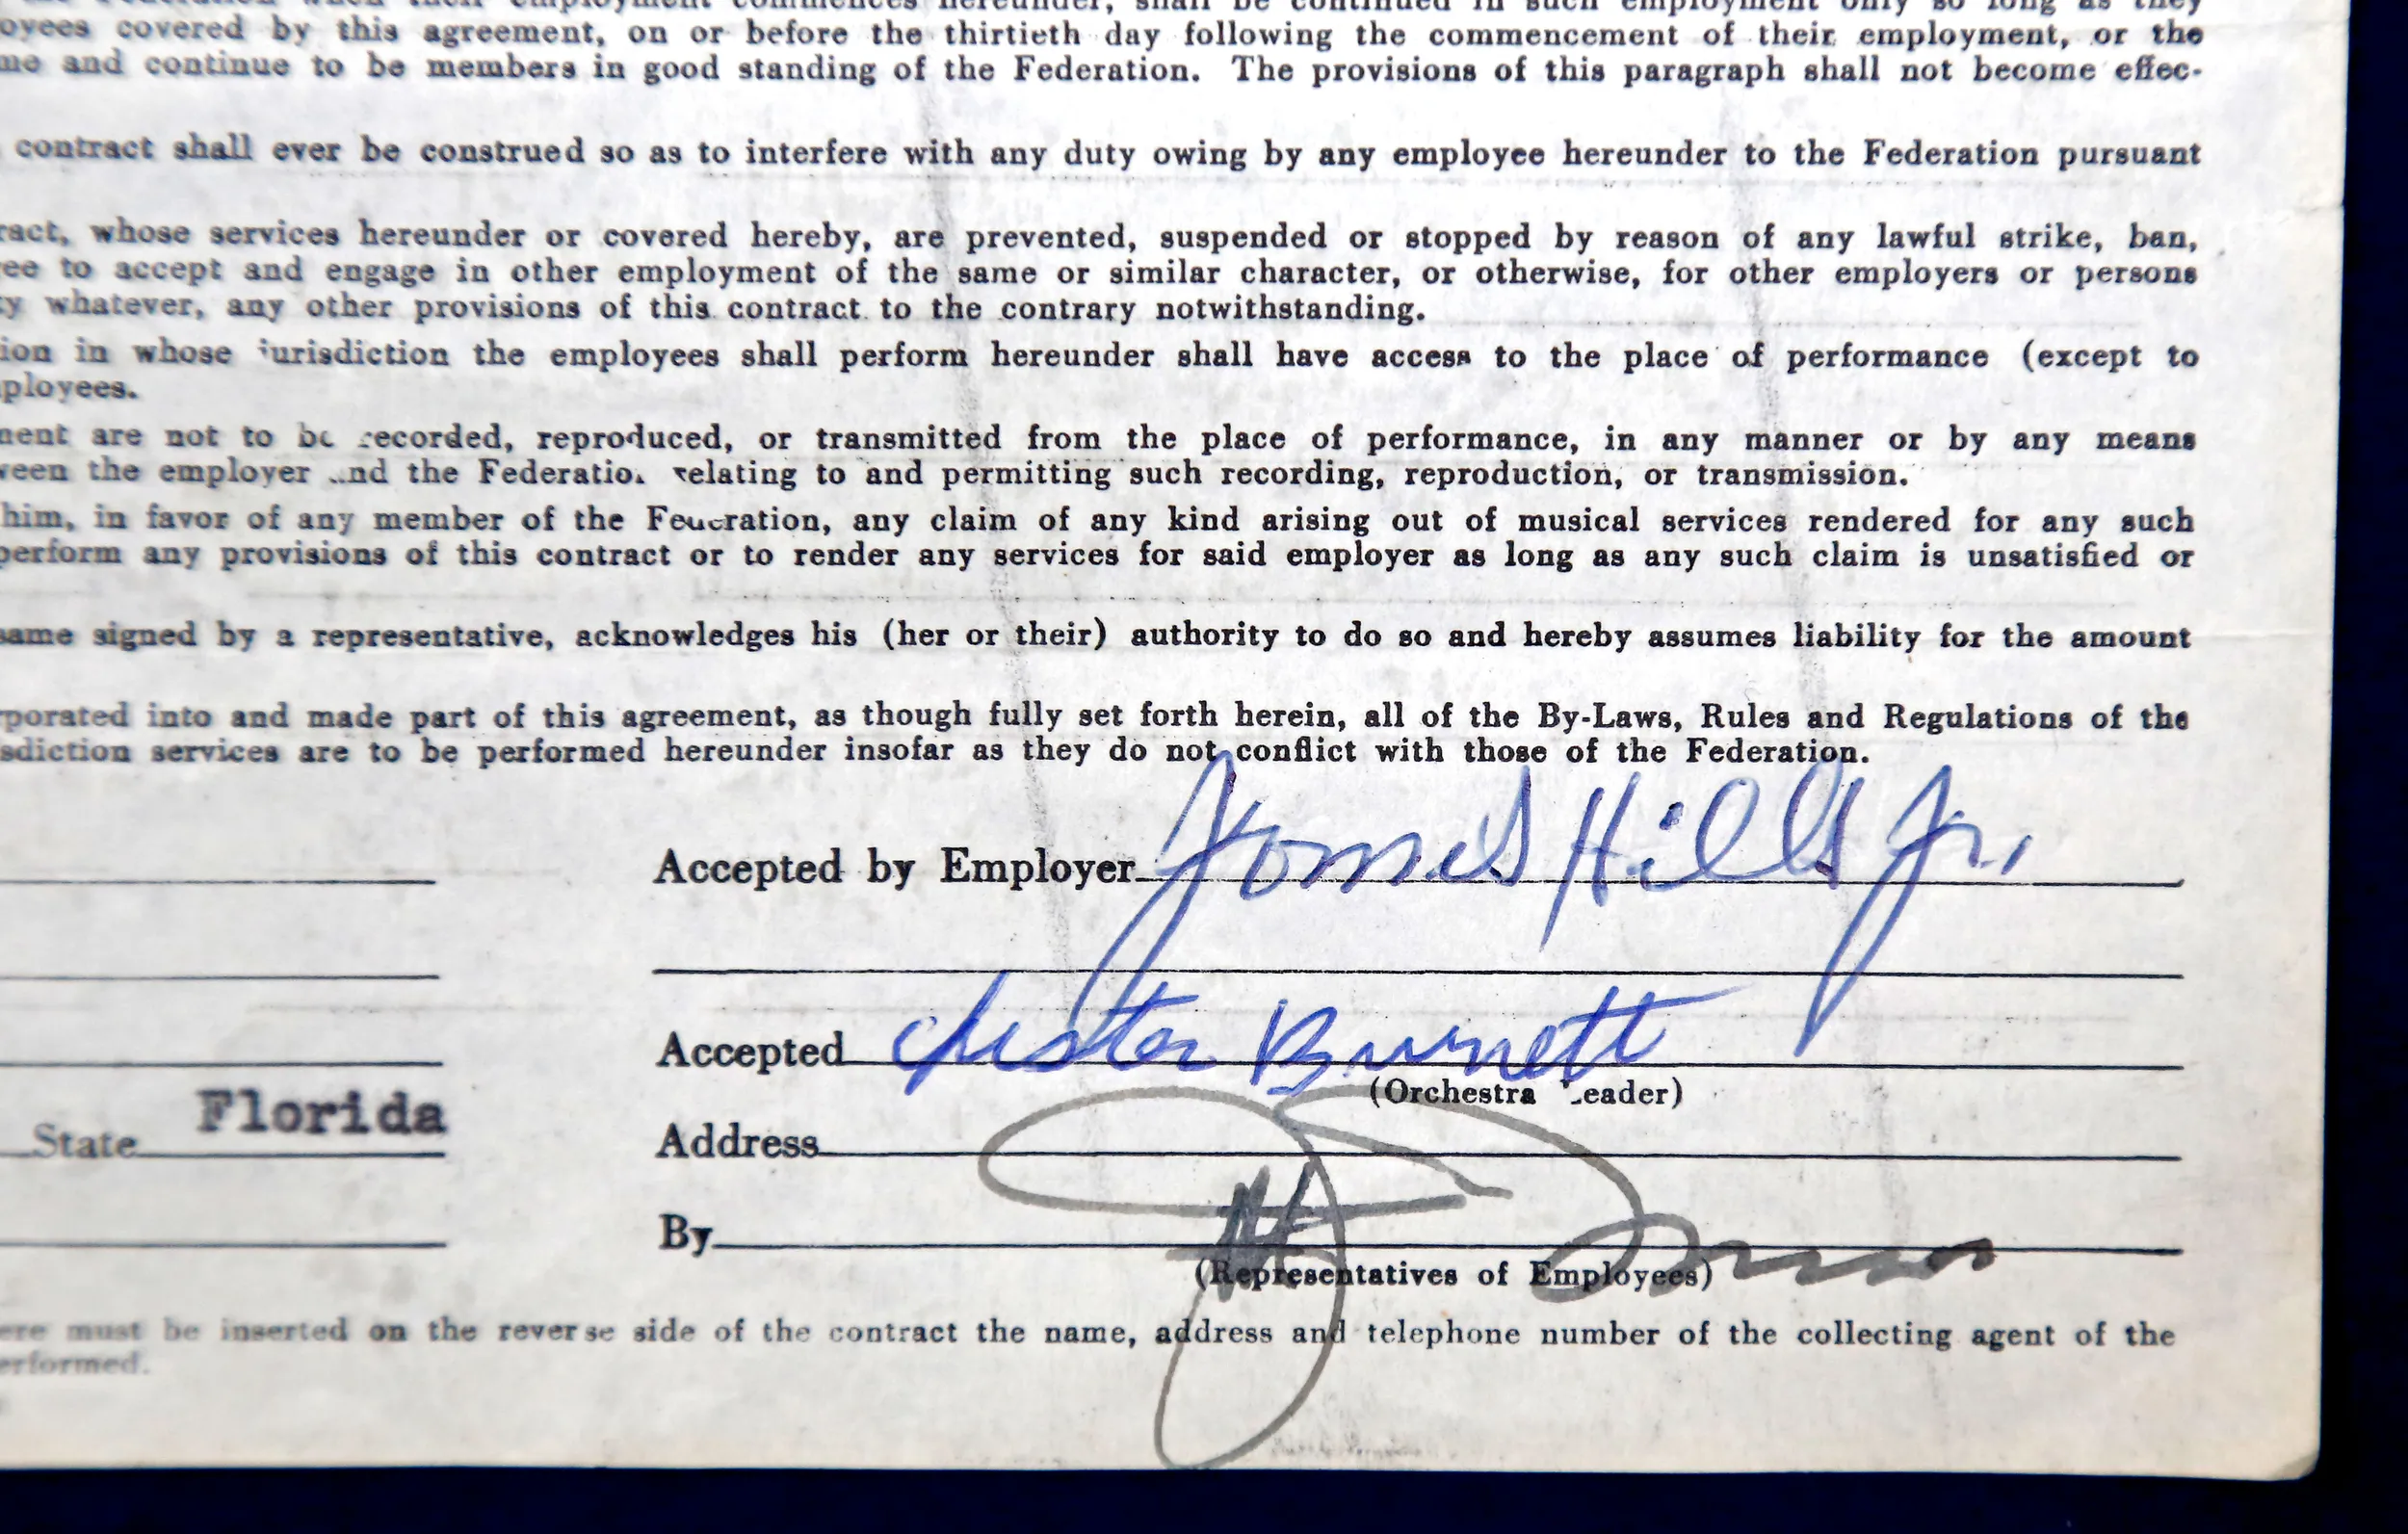 oyees covered by this agreement, on or before the thirtieth day following the commencement of their employment, or the
me and continue to be members in good standing of the Federation. The provisions of this paragraph shall not become effec-
contract shall ever be construed so as to interfere with any duty owing by any employee hereunder to the Federation pursuant
ract, whose services hereunder or covered hereby, are prevented, suspended or stopped by reason of any lawful strike, ban,
ee to accept and engage in other employment of the same or similar character, or otherwise, for other employers or persons
ty whatever, any other provisions of this contract to the contrary notwithstanding.
ion in whose jurisdiction the employees shall perform hereunder shall have access to the place of performance (except to
ployees.
ment are not to be recorded, reproduced, or transmitted from the place of performance, in any manner or by any means
ween the employer and the Federation relating to and permitting such recording, reproduction, or transmission.
him, in favor of any member of the Federation, any claim of any kind arising out of musical services rendered for any such
perform any provisions of this contract or to render any services for said employer as long as any such claim is unsatisfied or
same signed by a representative, acknowledges his (her or their) authority to do so and hereby assumes liability for the amount
rporated into and made part of this agreement, as though fully set forth herein, all of the By-Laws, Rules and Regulations of the
sdiction services are to be performed hereunder insofar as they do not conflict with those of the Federation.
Accepted by Employer Hills Jr.
Accepted Chester Burnett
(Orchestra Leader)
State Florida
Address
By
(Representatives of Employees)
ere must be inserted on the reverse side of the contract the name, address and telephone number of the collecting agent of the
erformed.